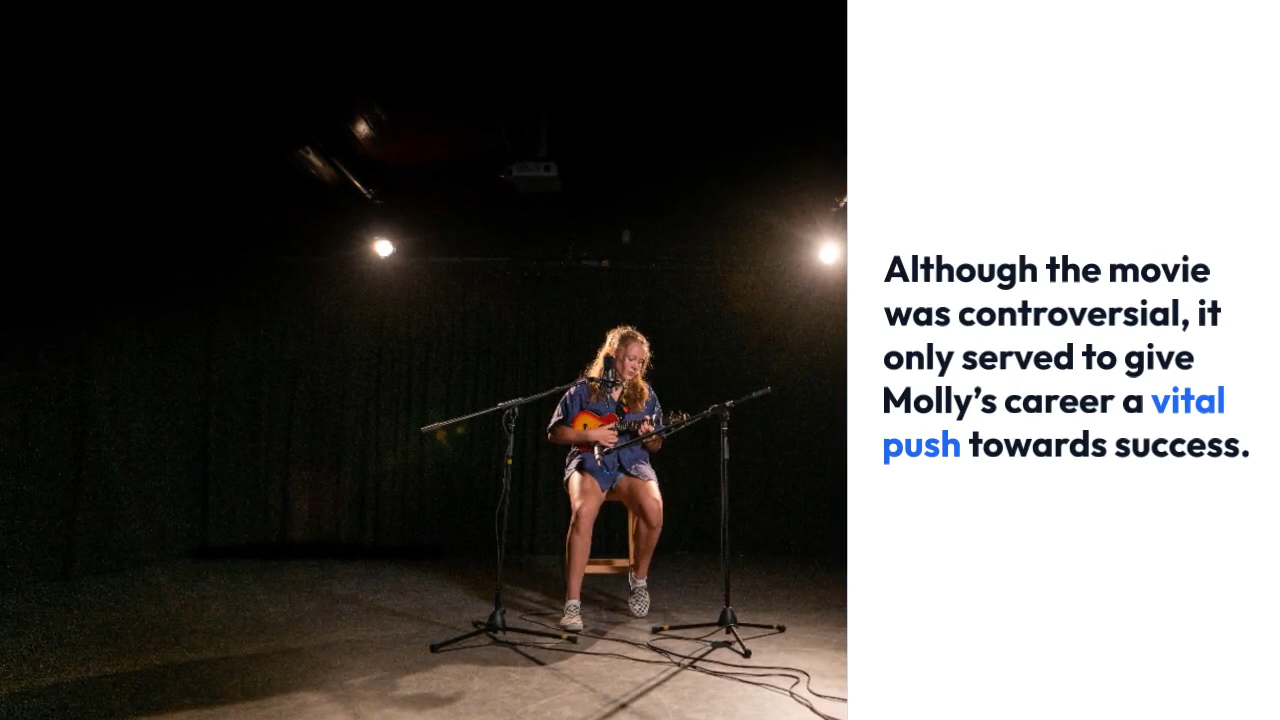 Although the movie
was controversial, it
only served to give
Molly’s career a vital
push towards success.